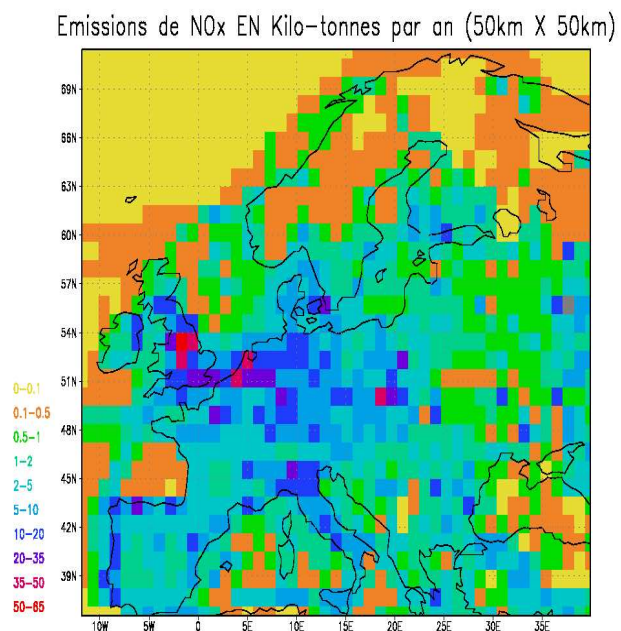 Emissions de NOx EN Kilo-tonnes par an (50km X 50km)
69N
66N
63N
60N
57N
54N
51N
48N
45N
42N
39N
0-0.1
0.1-0.5
0.5-1
1-2
2-5
5-10
10-20
20-35
35-50
50-65
10W 5W 0 5E 10E 15E 20E 25E 30E 35E